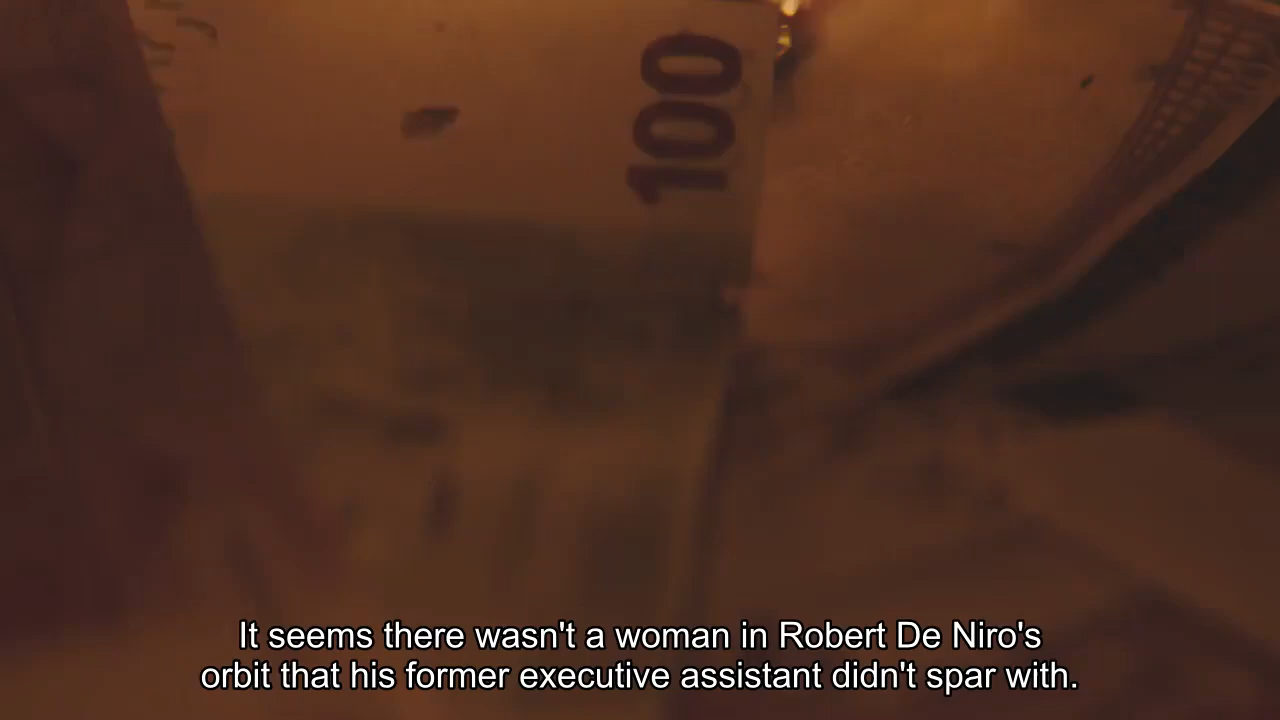 100
It seems there wasn't a woman in Robert De Niro's
orbit that his former executive assistant didn't spar with.